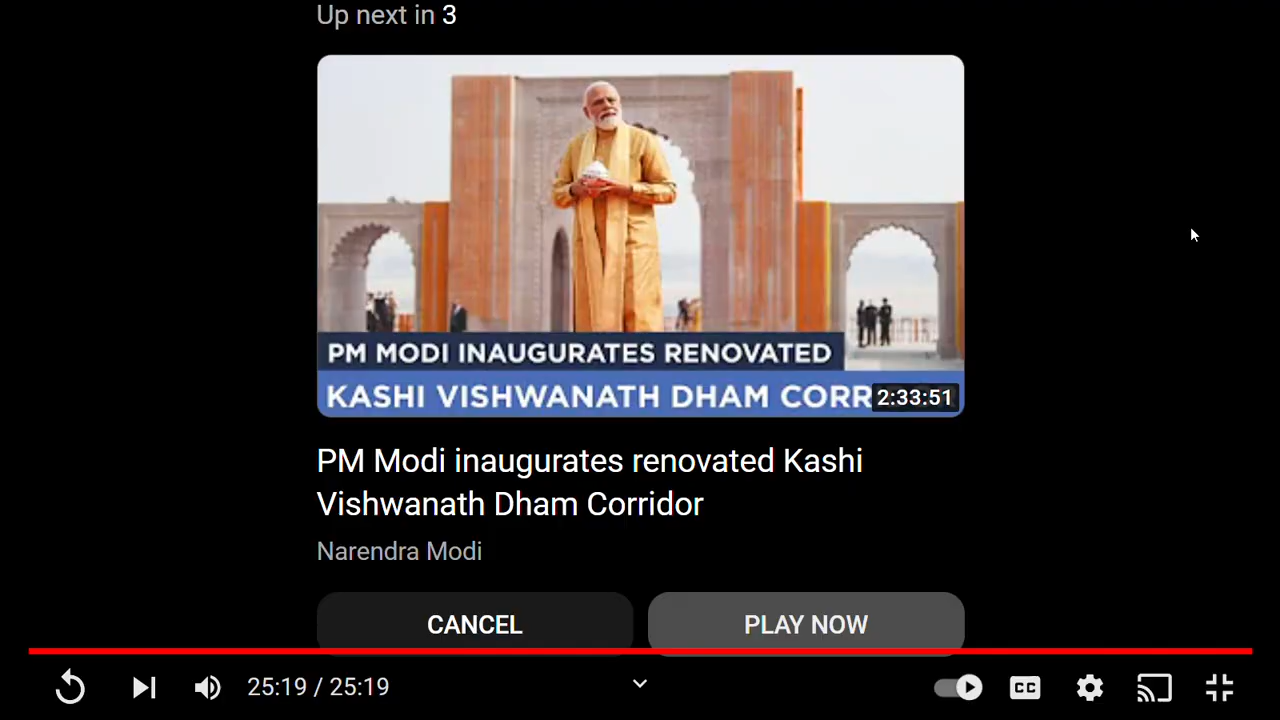 Up next in 3
PM MODI INAUGURATES RENOVATED
KASHI VISHWANATH DHAM CORR
2:33:51
PM Modi inaugurates renovated Kashi
Vishwanath Dham Corridor
Narendra Modi
CANCEL
PLAY NOW
25:19 / 25:19
CC